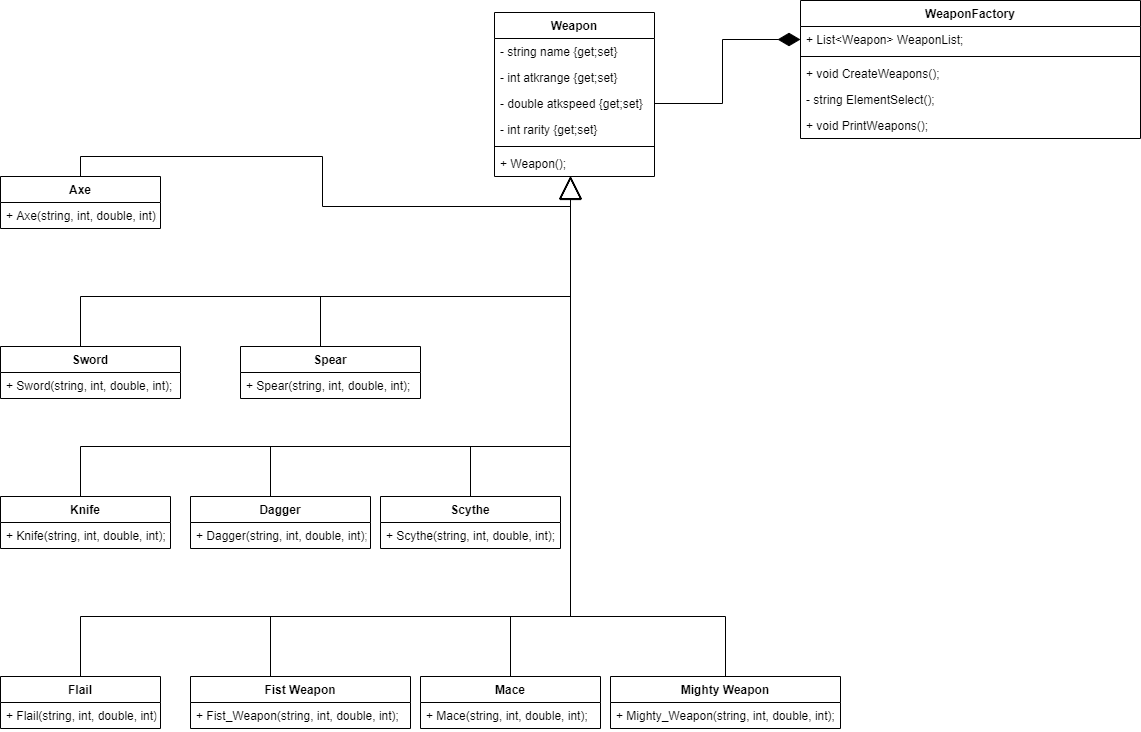 Weapon
- string name {get;set}
- int atkrange {get;set}
- double atkspeed {get;set}
- int rarity {get;set}
+ Weapon();
WeaponFactory
+ List<Weapon> WeaponList;
+ void CreateWeapons();
- string ElementSelect();
+ void PrintWeapons();
Axe
+ Axe(string, int, double, int)
Sword
+ Sword(string, int, double, int);
Spear
+ Spear(string, int, double, int);
Knife
+ Knife(string, int, double, int);
Dagger
+ Dagger(string, int, double, int);
Scythe
+ Scythe(string, int, double, int);
Flail
+ Flail(string, int, double, int)
Fist Weapon
+ Fist_Weapon(string, int, double, int);
Mace
+ Mace(string, int, double, int);
Mighty Weapon
+ Mighty_Weapon(string, int, double, int);